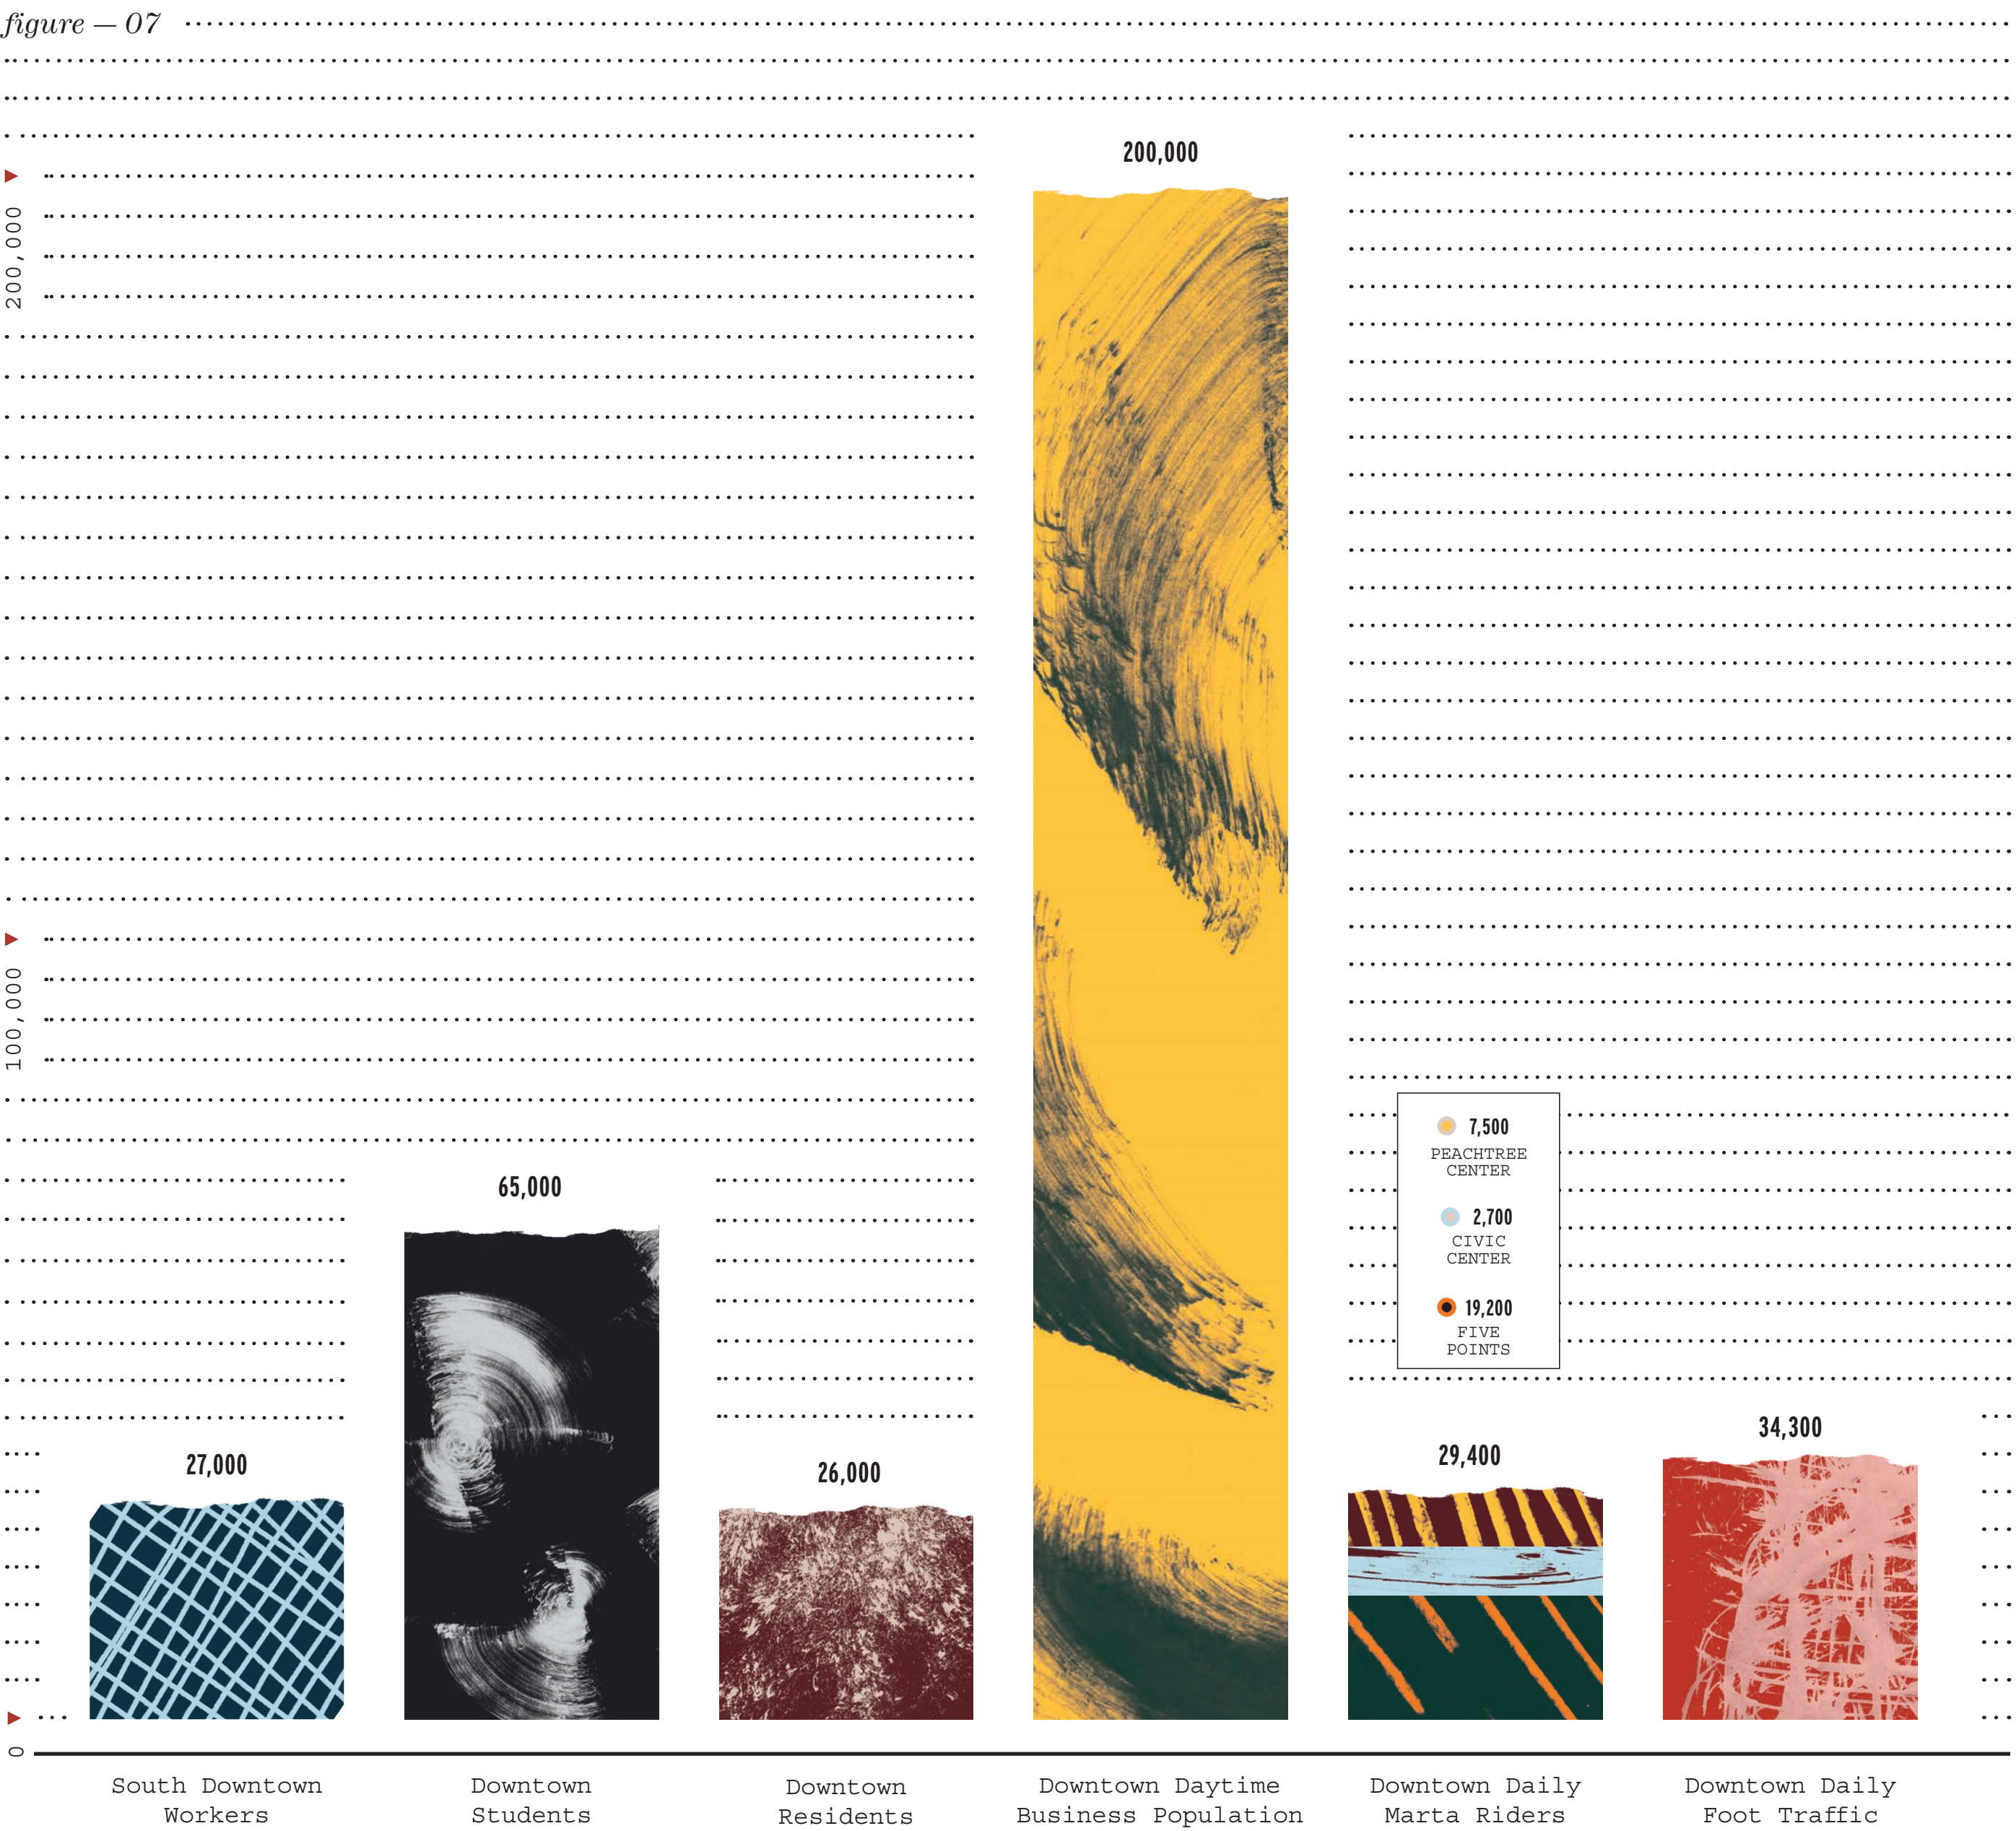 figure — 07
200,000
200,000
100,000
7,500
PEACHTREE
CENTER
2,700
CIVIC
CENTER
19,200
FIVE
POINTS
65,000
34,300
29,400
27,000
26,000
0
South Downtown
Workers
Downtown
Students
Downtown
Residents
Downtown Daytime
Business Population
Downtown Daily
Marta Riders
Downtown Daily
Foot Traffic